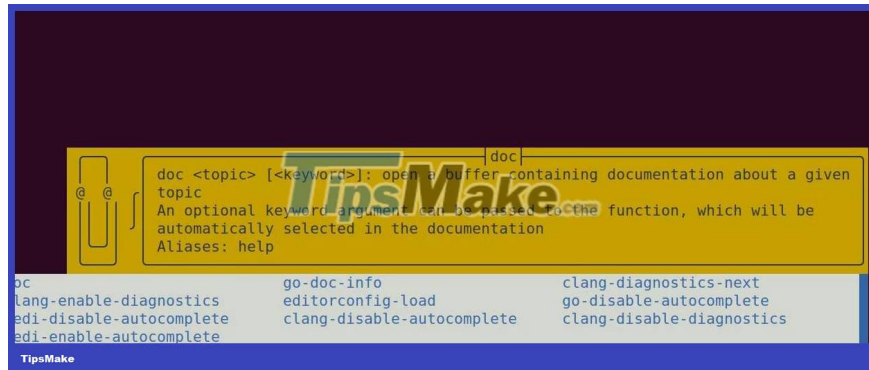 doc
doc <topic> [<keyword>]: open a buffer containing documentation about a given
topic
An optional keyword argument can be passed to the function, which will be
automatically selected in the documentation
Aliases: help
TipsMake.com
oc go-doc-info clang-diagnostics-next
lang-enable-diagnostics editorconfig-load go-disable-autocomplete
edi-disable-autocomplete clang-disable-autocomplete clang-disable-diagnostics
edi-enable-autocomplete
TipsMake